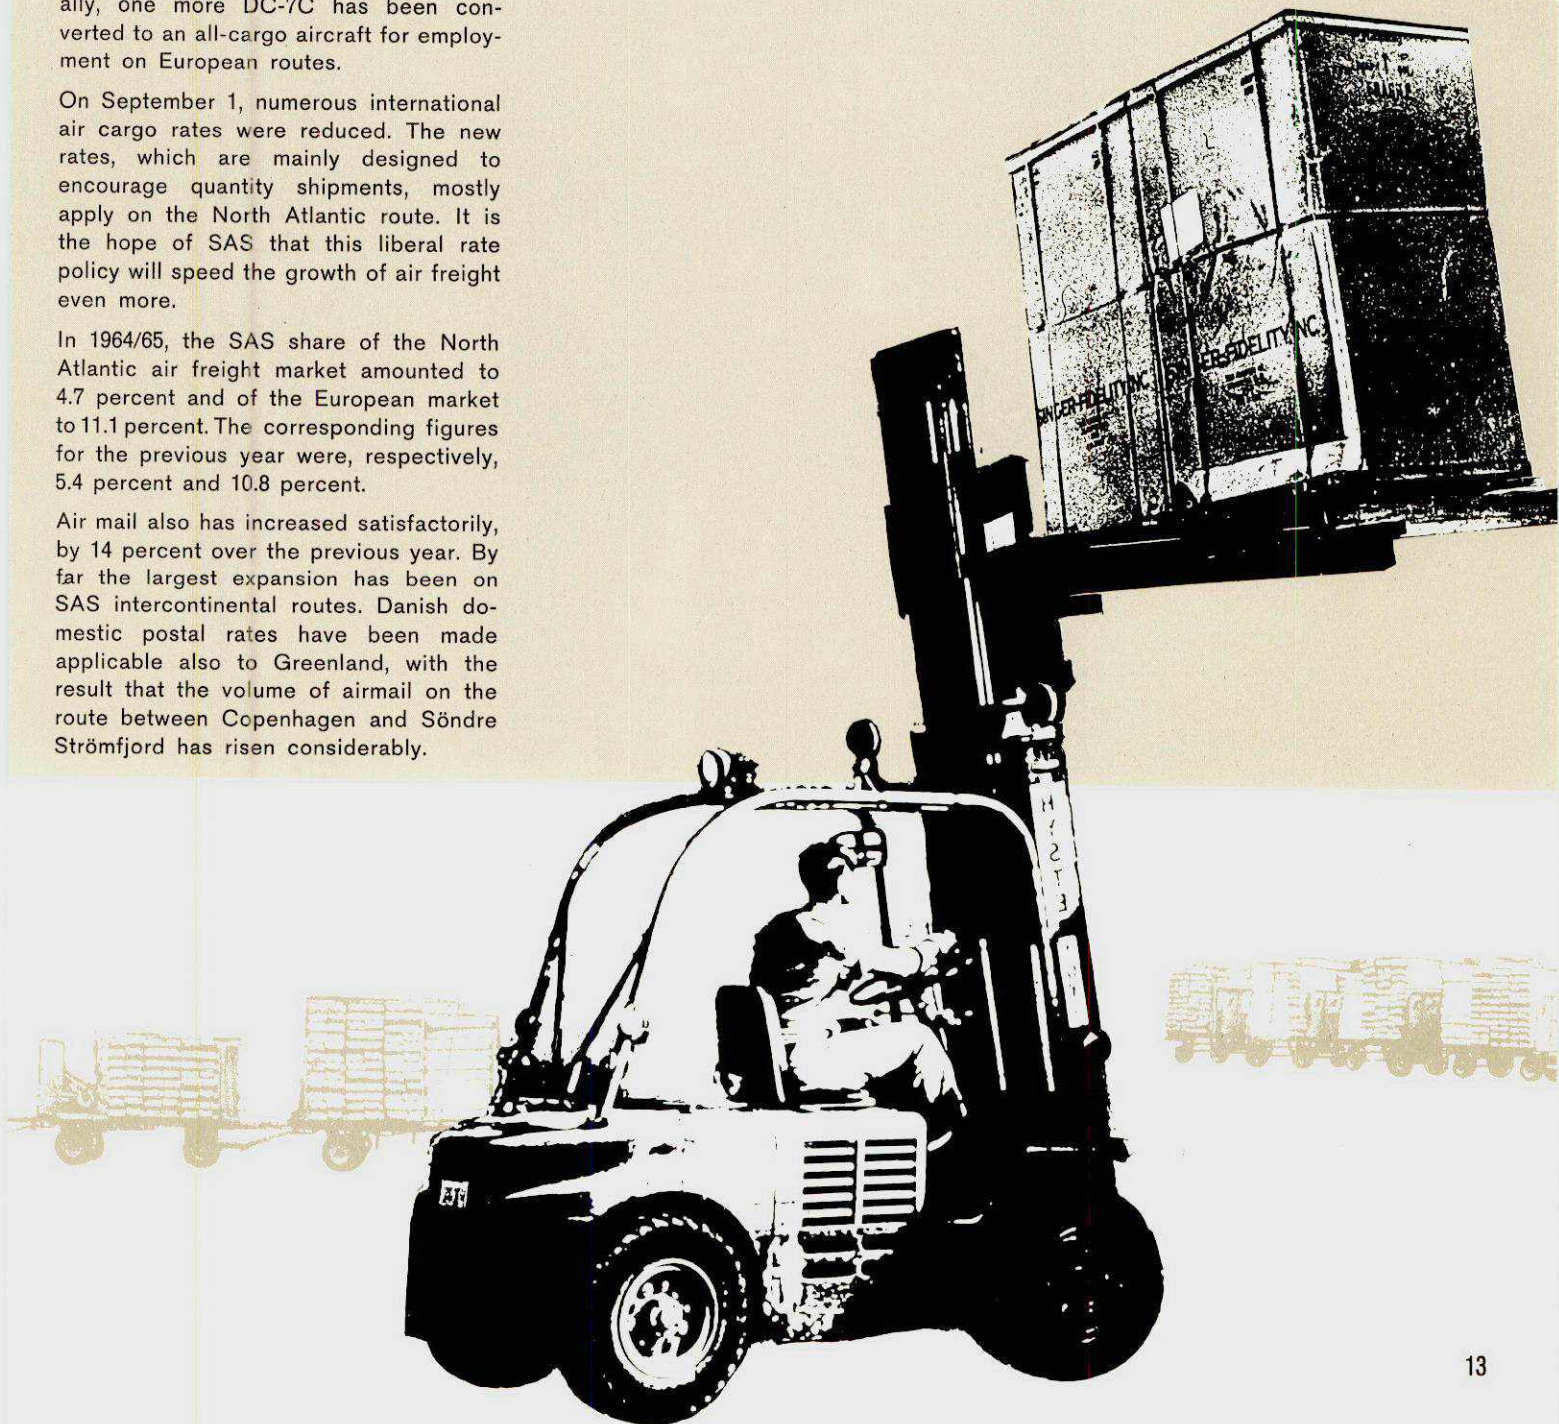 ally, one more DC-7C has been con-
verted to an all-cargo aircraft for employ-
ment on European routes.
On September 1, numerous international
air cargo rates were reduced. The new
rates, which are mainly designed to
encourage quantity shipments, mostly
apply on the North Atlantic route. It is
the hope of SAS that this liberal rate
policy will speed the growth of air freight
even more.
In 1964/65, the SAS share of the North
Atlantic air freight market amounted to
4.7 percent and of the European market
to 11.1 percent. The corresponding figures
for the previous year were, respectively,
5.4 percent and 10.8 percent.
Air mail also has increased satisfactorily,
by 14 percent over the previous year. By
far the largest expansion has been on
SAS intercontinental routes. Danish do-
mestic postal rates have been made
applicable also to Greenland, with the
result that the volume of airmail on the
route between Copenhagen and Söndre
Strömfjord has risen considerably.
FRAGILE
SINGER-FIDELITY INC.
SINGER-FIDELITY INC.
HYSTER
13